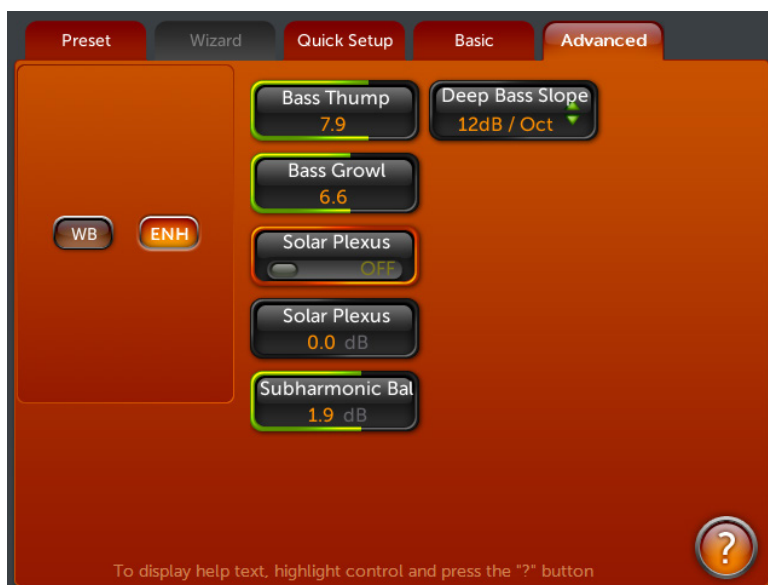 Preset
Wizard
Quick Setup
Basic
Advanced
Bass Thump
7.9
Deep Bass Slope
12dB / Oct
Bass Growl
6.6
WB
ENH
Solar Plexus
OFF
Solar Plexus
0.0 dB
Subharmonic Bal
1.9 dB
?
To display help text, highlight control and press the "?" button